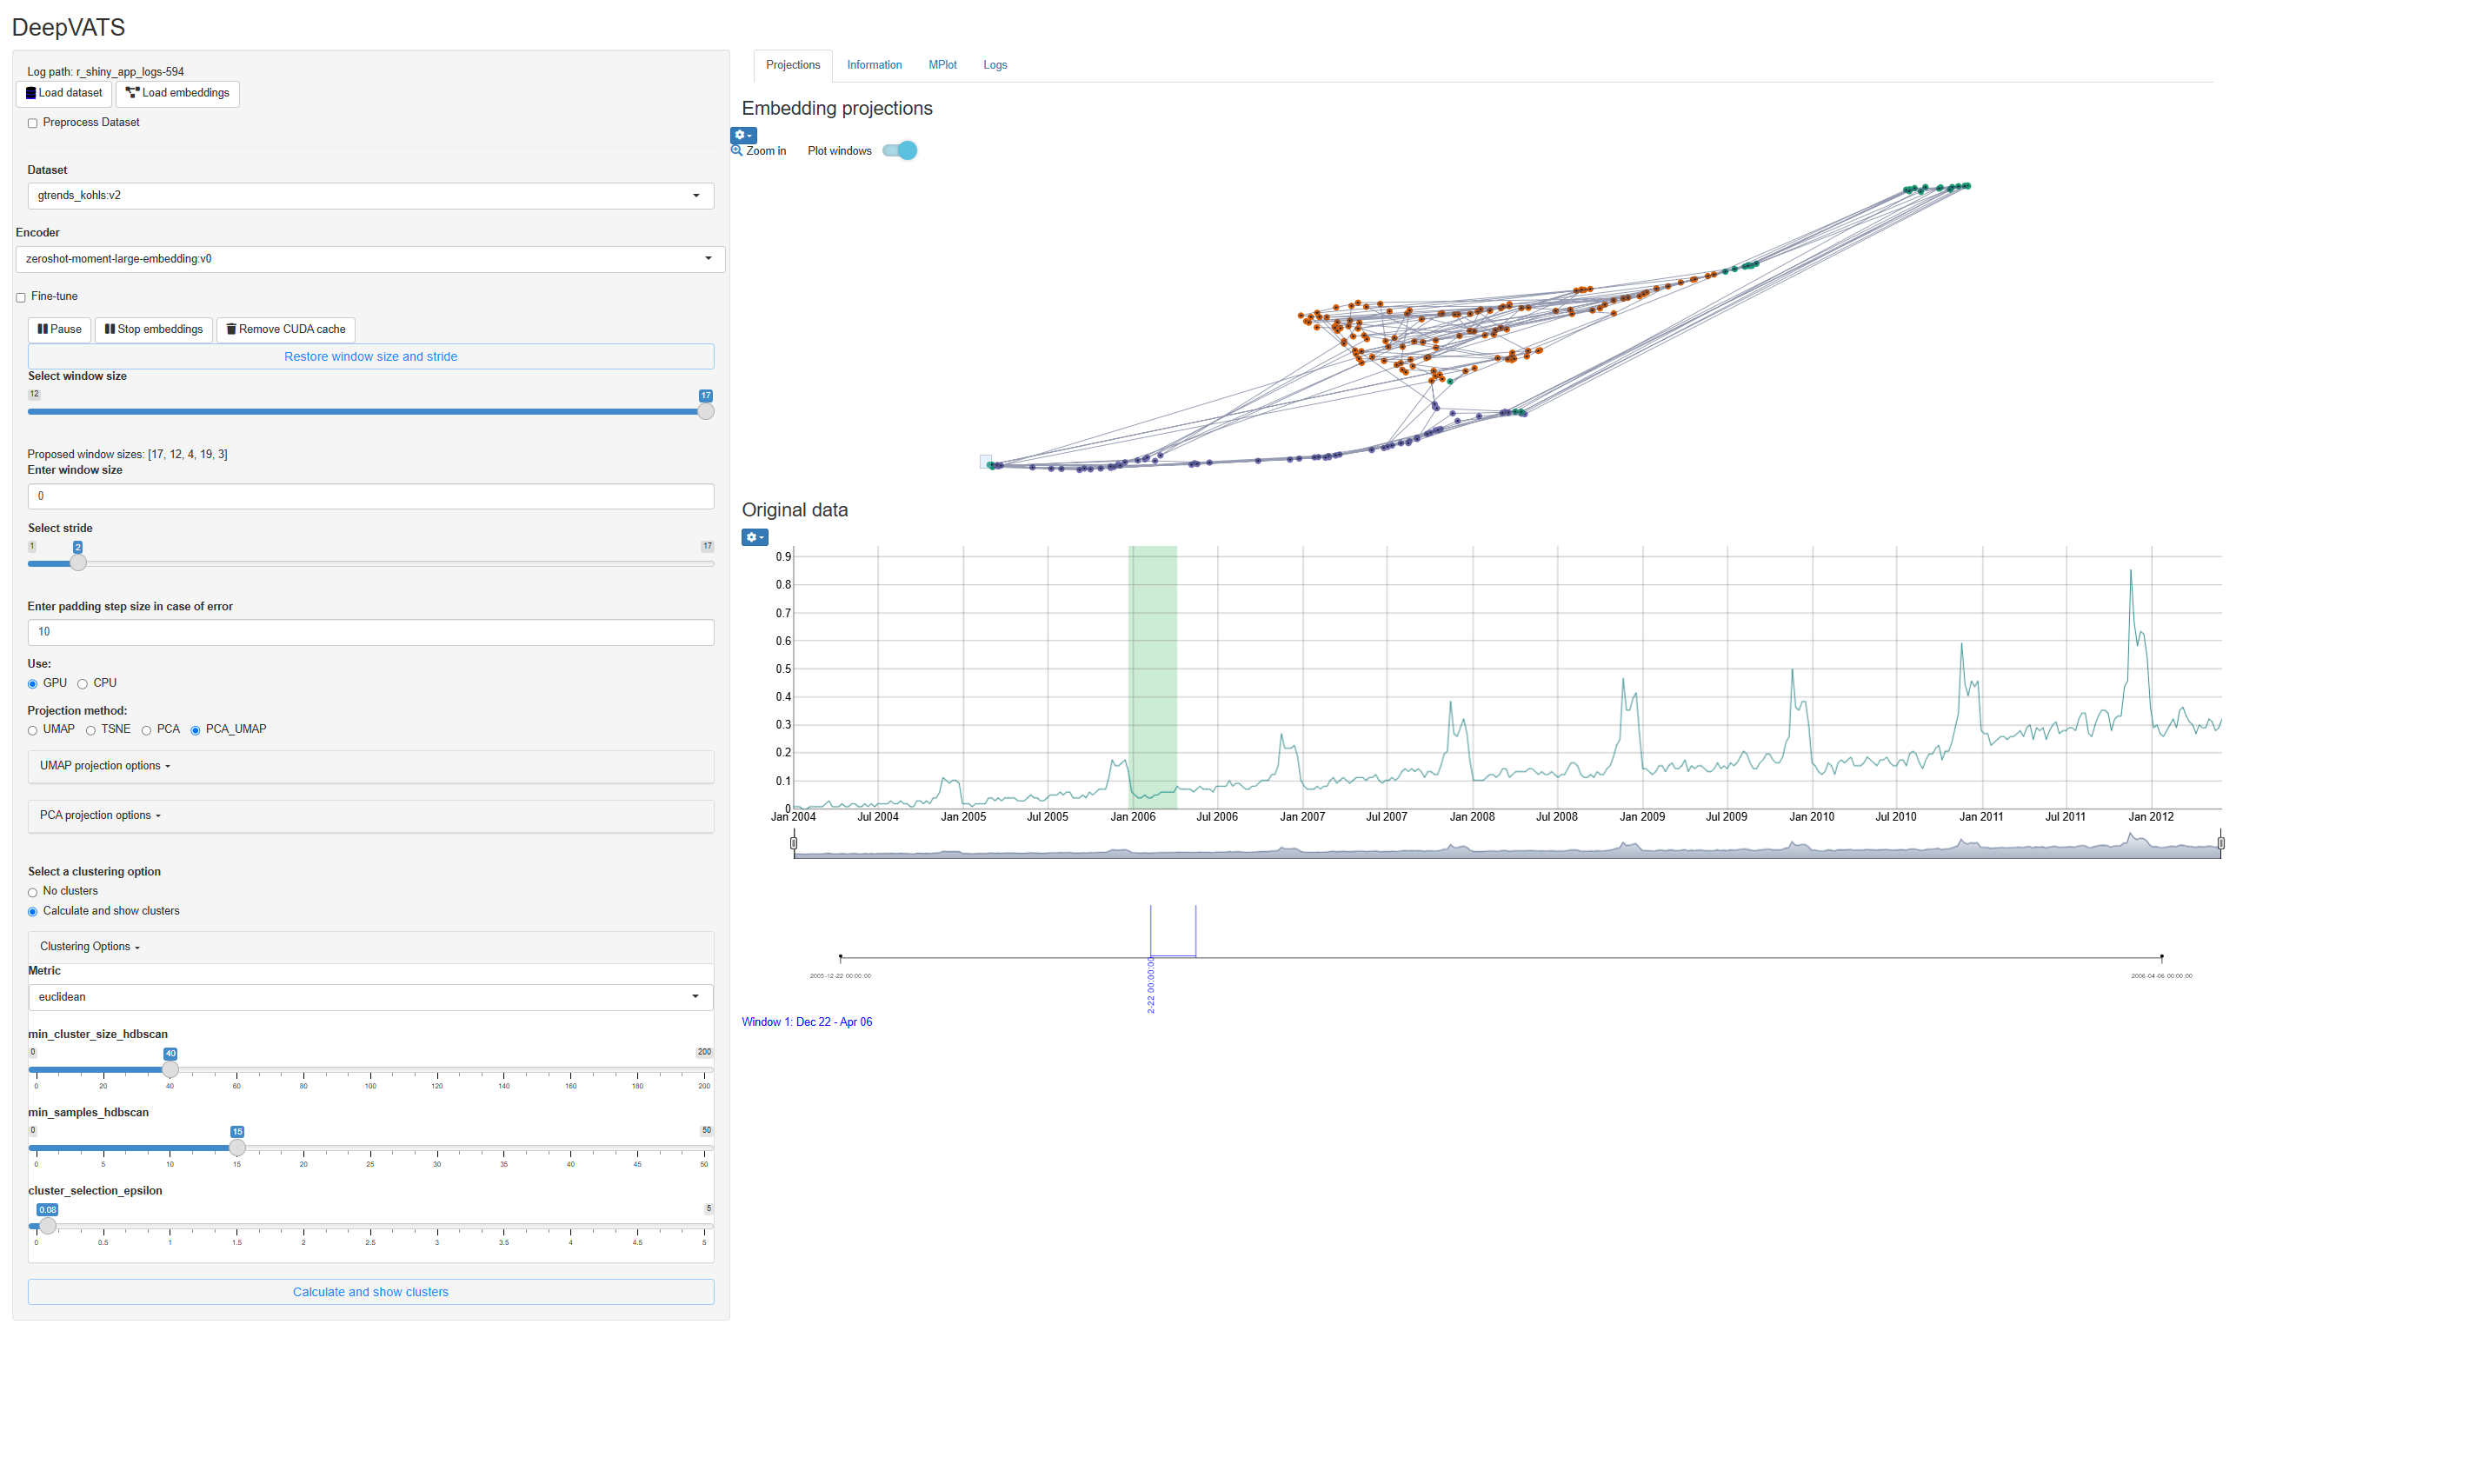 DeepVATS
Log path: r_shiny_app_logs-594
Load dataset
Load embeddings
Preprocess Dataset
Dataset
gtrends_kohls:v2
Encoder
zeroshot-moment-large-embedding:v0
Fine-tune
Pause
Stop embeddings
Remove CUDA cache
Restore window size and stride
Select window size
12
17
Proposed window sizes: [17, 12, 4, 19, 3]
Enter window size
0
Select stride
1
2
17
Enter padding step size in case of error
10
Use:
GPU CPU
Projection method:
UMAP TSNE PCA PCA_UMAP
UMAP projection options
PCA projection options
Select a clustering option
No clusters
Calculate and show clusters
Clustering Options
Metric
euclidean
min_cluster_size_hdbscan
0 40 200
0 20 40 60 80 100 120 140 160 180 200
min_samples_hdbscan
0 15 50
0 5 10 15 20 25 30 35 40 45 50
cluster_selection_epsilon
0.08 5
0 0.5 1 1.5 2 2.5 3 3.5 4 4.5 5
Calculate and show clusters
Projections Information MPlot Logs
Embedding projections
Zoom in Plot windows
Original data
0.9
0.8
0.7
0.6
0.5
0.4
0.3
0.2
0.1
0
Jan 2004 Jul 2004 Jan 2005 Jul 2005 Jan 2006 Jul 2006 Jan 2007 Jul 2007 Jan 2008 Jul 2008 Jan 2009 Jul 2009 Jan 2010 Jul 2010 Jan 2011 Jul 2011 Jan 2012
2005-12-22 00:00:00
2-22 00:00:00
2006-04-06 00:00:00
Window 1: Dec 22 - Apr 06